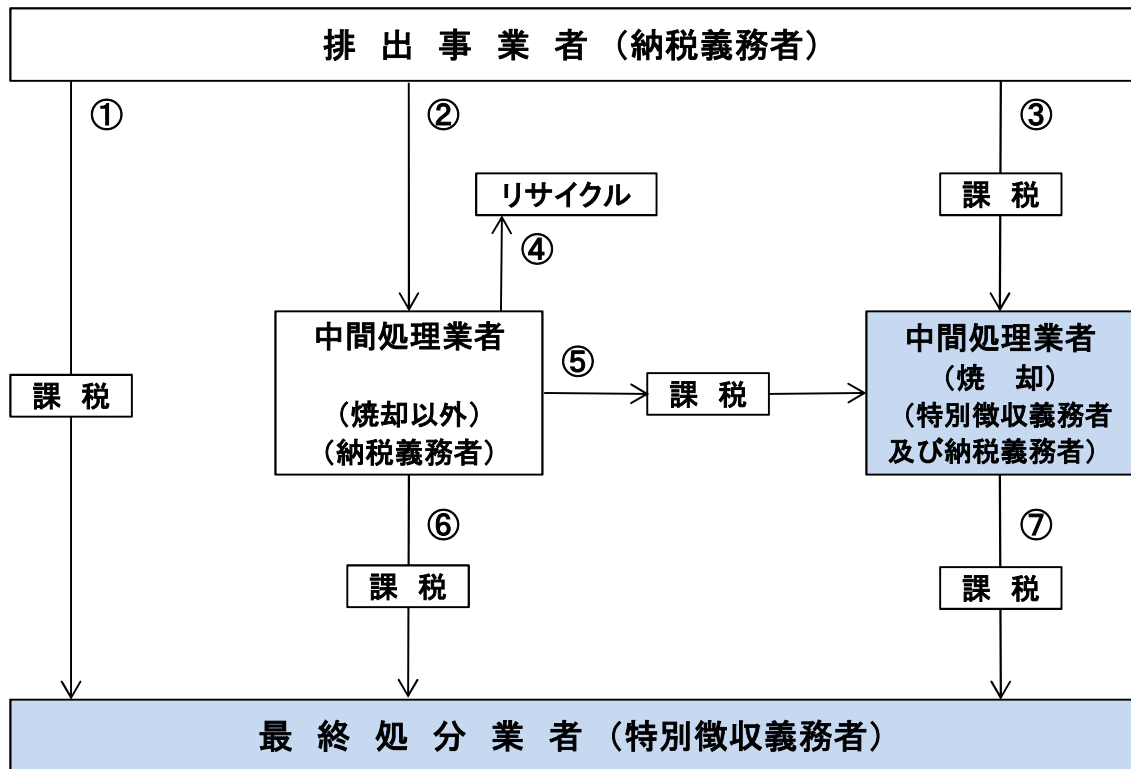 排 出 事 業 者 （納税義務者）
①
②
③
リサイクル
課 税
④
中間処理業者
（焼却以外）
（納税義務者）
⑤
課 税
中間処理業者
（焼 却）
（特別徴収義務者
及び納税義務者）
課 税
⑥
⑦
課 税
課 税
最 終 処 分 業 者 （特別徴収義務者）